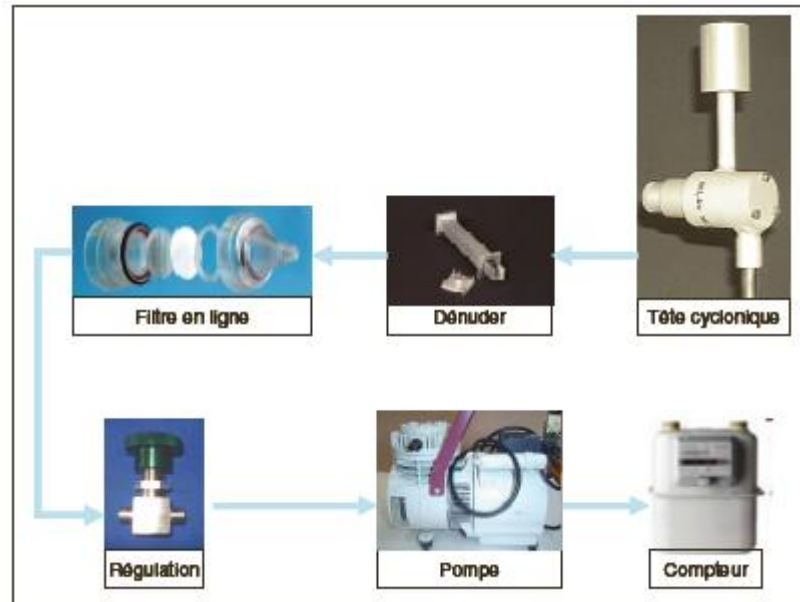 Tête cyclonique
Dénuder
Filtre en ligne
Régulation
Pompe
Compteur